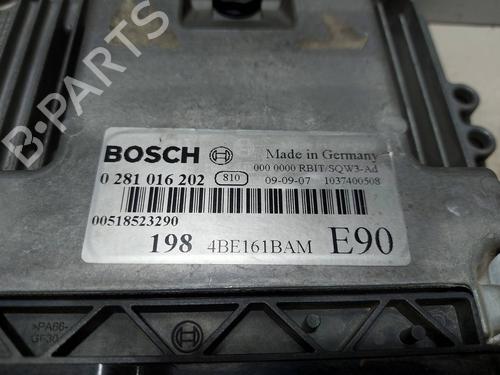 B-PARTS
BOSCH
Made in Germany
000 0000 RBIT/SQW3-Ad
0 281 016 202 810 09-09-07 1037400508
00518523290
198 4BE161BAM E90
>PA66-
GF30<